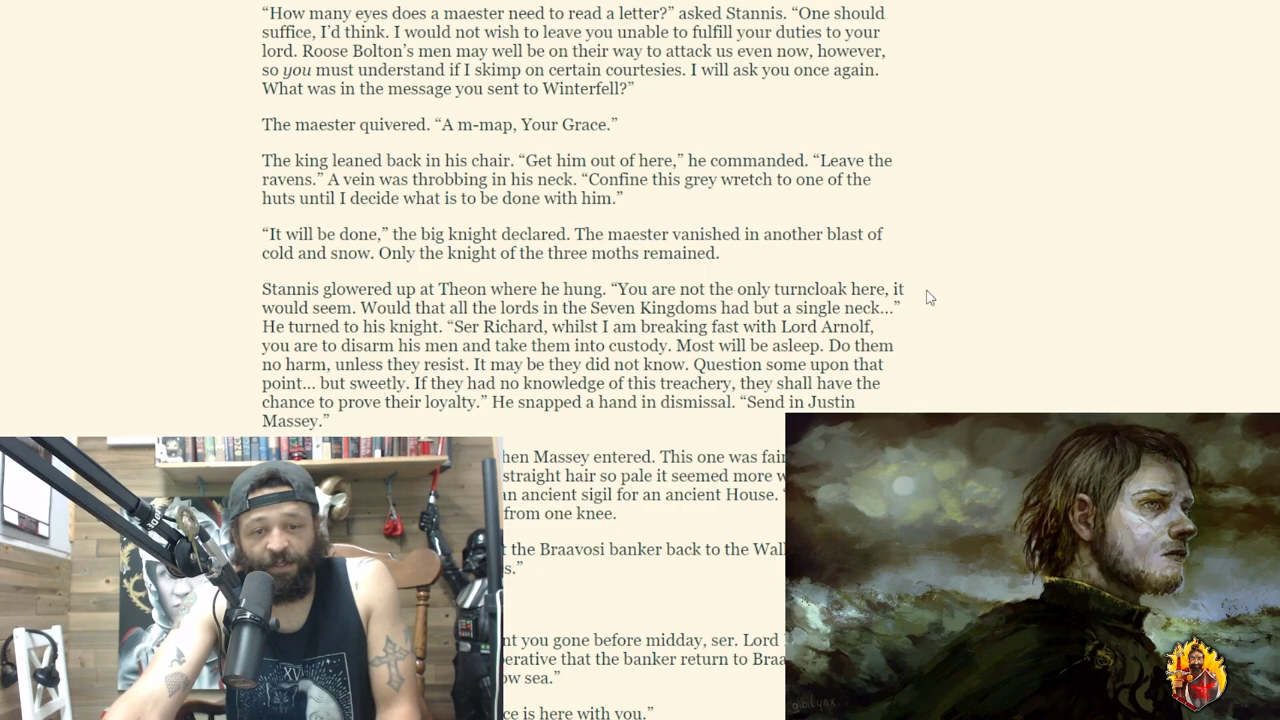 “How many eyes does a maester need to read a letter?” asked Stannis. “One should
suffice, I’d think. I would not wish to leave you unable to fulfill your duties to your
lord. Roose Bolton’s men may well be on their way to attack us even now, however,
so you must understand if I skimp on certain courtesies. I will ask you once again.
What was in the message you sent to Winterfell?”
The maester quivered. “A m-map, Your Grace.”
The king leaned back in his chair. “Get him out of here,” he commanded. “Leave the
ravens.” A vein was throbbing in his neck. “Confine this grey wretch to one of the
huts until I decide what is to be done with him.”
“It will be done,” the big knight declared. The maester vanished in another blast of
cold and snow. Only the knight of the three moths remained.
Stannis glowered up at Theon where he hung. “You are not the only turncloak here, it
would seem. Would that all the lords in the Seven Kingdoms had but a single neck…”
He turned to his knight. “Ser Richard, whilst I am breaking fast with Lord Arnolf,
you are to disarm his men and take them into custody. Most will be asleep. Do them
no harm, unless they resist. It may be they did not know. Question some upon that
point… but sweetly. If they had no knowledge of this treachery, they shall have the
chance to prove their loyalty.” He snapped a hand in dismissal. “Send in Justin
Massey.”
hen Massey entered. This one was fair
straight hair so pale it seemed more w
an ancient sigil for an ancient House.
from one knee.
t the Braavosi banker back to the Wall
s.”
nt you gone before midday, ser. Lord
perative that the banker return to Braa
ow sea.”
ce is here with you.”
XV